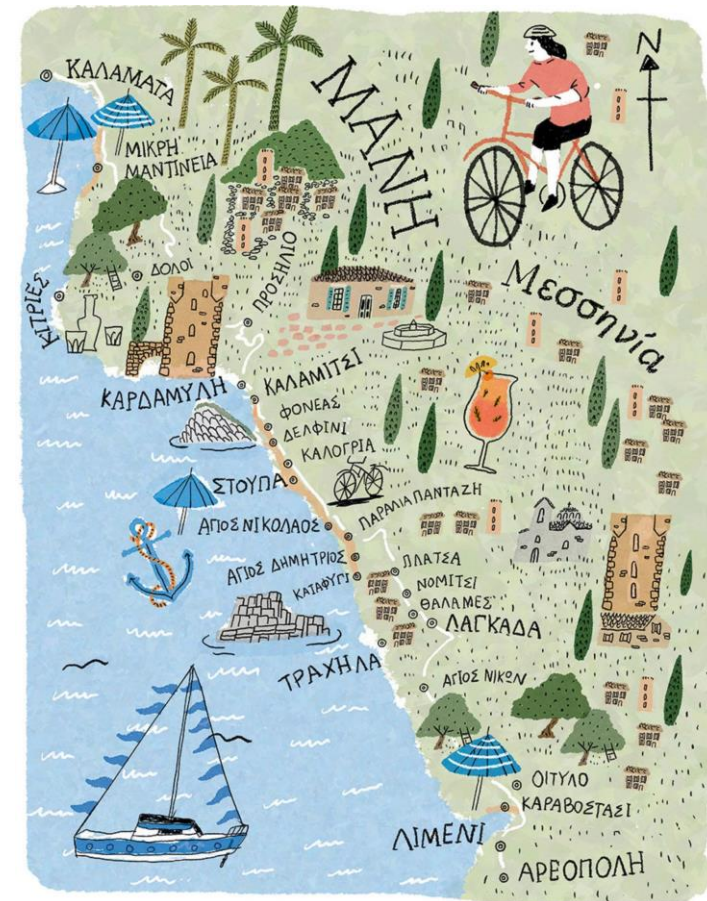 ΚΑΛΑΜΑΤΑ
ΜΑΝΗ
N
ΜΙΚΡΗ
ΜΑΝΤΙΝΕΙΑ
ΔΟΛΟΙ
ΠΡΟΣΗΛΙΟ
ΚΙΤΡΙΕΣ
Μεσσηνία
ΚΑΡΔΑΜΥΛΗ
ΚΑΛΑΜΙΤΣΙ
ΦΟΝΕΑΣ
ΔΕΛΦΙΝΙ
ΚΑΛΟΓΡΙΑ
ΣΤΟΥΠΑ
ΠΑΡΑΛΙΑ ΠΑΝΤΑΖΗ
ΑΓΙΟΣ ΝΙΚΟΛΑΟΣ
ΑΓΙΟΣ ΔΗΜΗΤΡΙΟΣ
ΚΑΤΑΦΥΓΙ
ΠΛΑΤΣΑ
ΝΟΜΙΤΣΙ
ΘΑΛΑΜΕΣ
ΛΑΓΚΑΔΑ
ΤΡΑΧΗΛΑ
ΑΓΙΟΣ ΝΙΚΩΝ
ΟΙΤΥΛΟ
ΚΑΡΑΒΟΣΤΑΣΙ
ΛΙΜΕΝΙ
ΑΡΕΟΠΟΛΗ